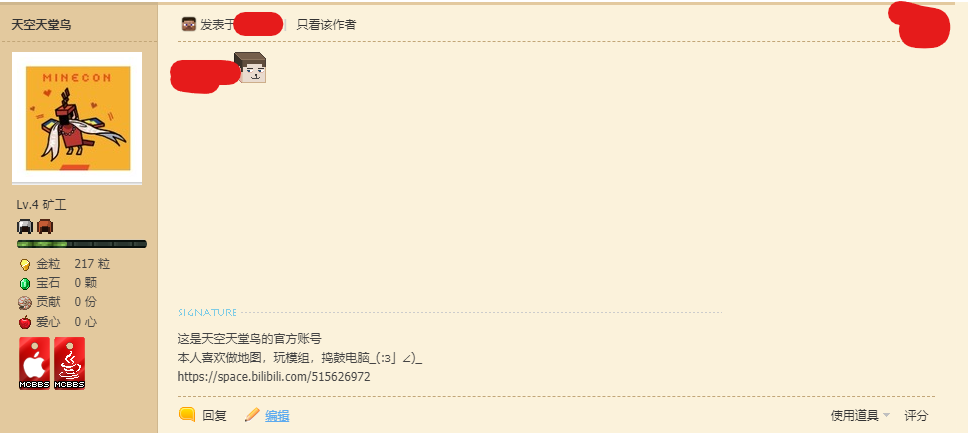 天空天堂鸟
发表于
只看该作者
MINECON
Lv.4 矿工
金粒 217 粒
宝石 0 颗
贡献 0 份
爱心 0 心
MCBBS MCBBS
SIGNATURE
这是天空天堂鸟的官方账号
本人喜欢做地图，玩模组，捣鼓电脑_(:з」∠)_
https://space.bilibili.com/515626972
回复 编辑 使用道具 评分